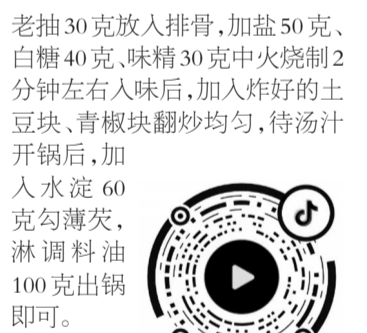 老抽30克放入排骨,加盐50克、
白糖40克、味精30克中火烧制2
分钟左右入味后,加入炸好的土
豆块、青椒块翻炒均匀,待汤汁
开锅后,加
入水淀60
克勾薄芡,
淋调料油
100克出锅
即可。